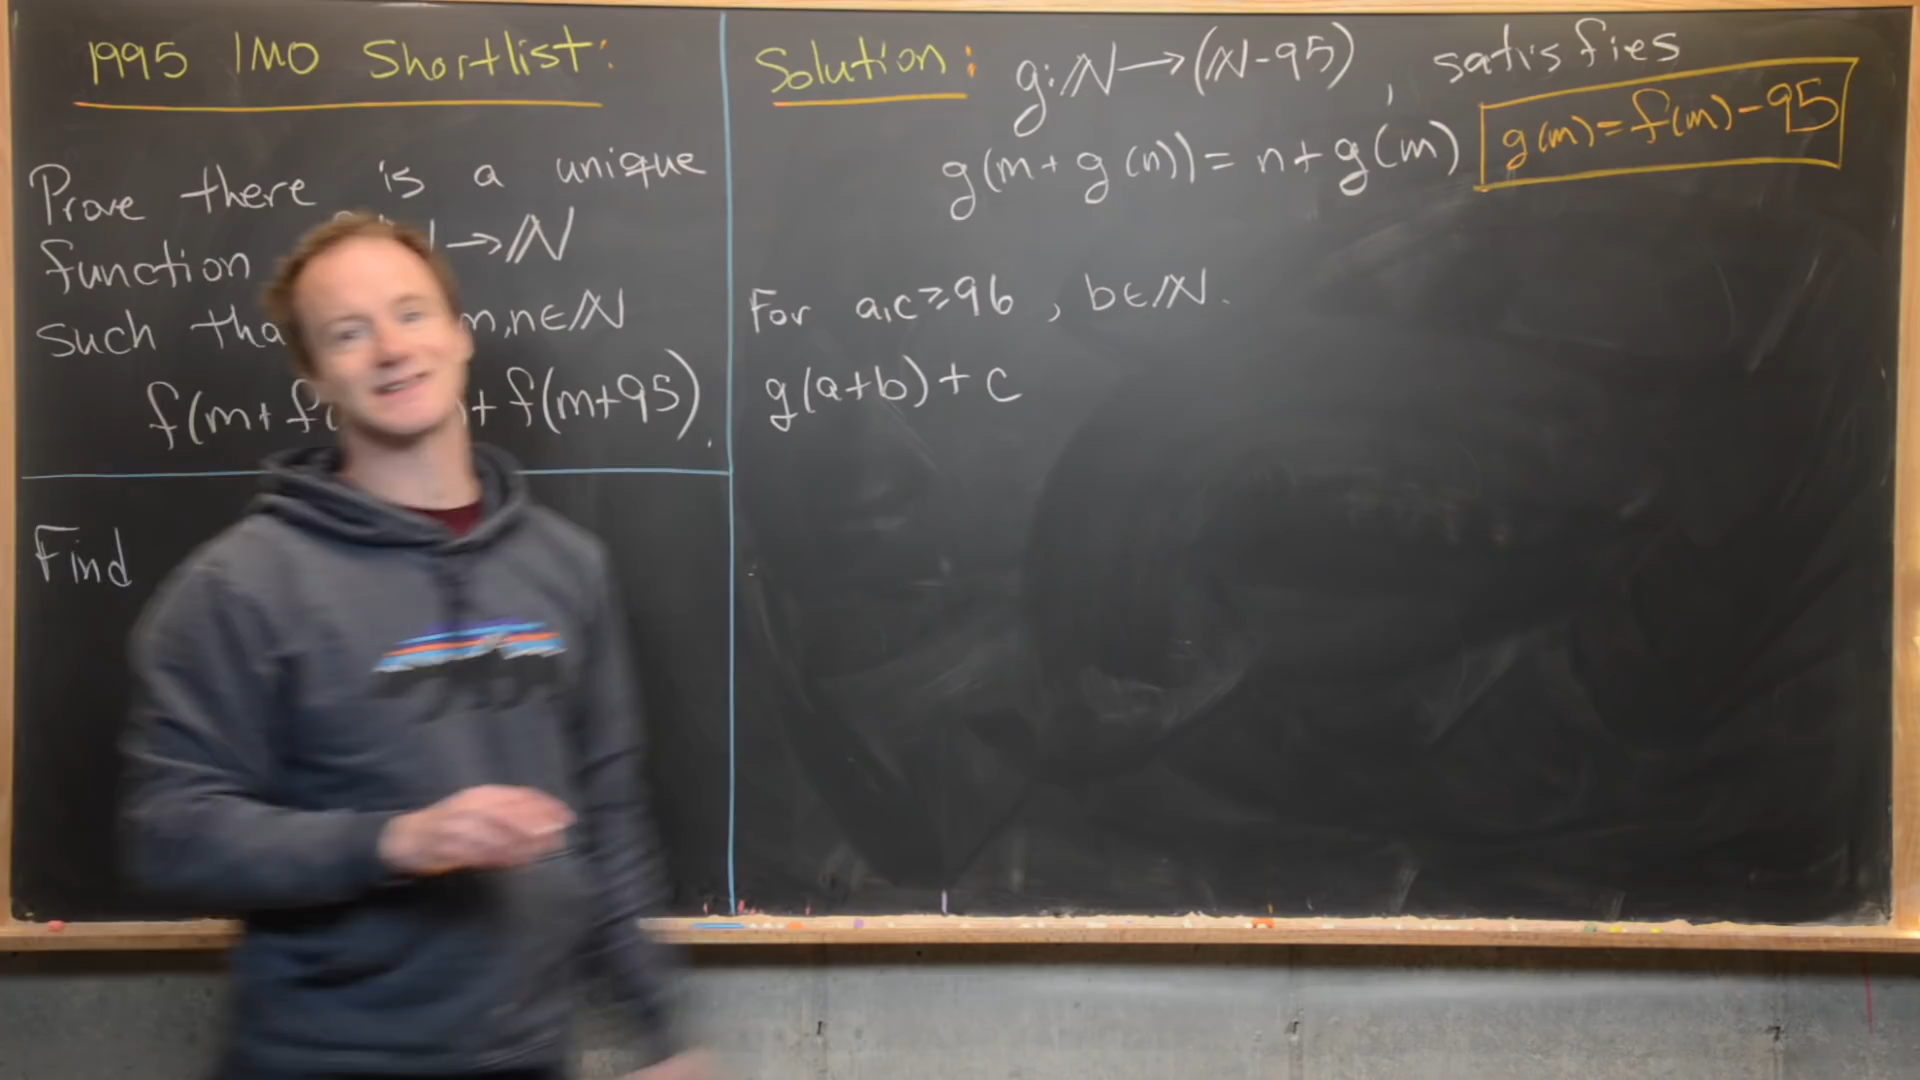 1995 IMO Shortlist:
Prove there is a unique
function →ℕ
such tha m,n∈ℕ
f(m+f( + f(m+95).
Find
Solution: g:ℕ→(ℕ-95), satisfies
g(m+g(n)) = n+g(m) g(m)=f(m)-95
For a,c≥96, b∈ℕ.
g(a+b)+c